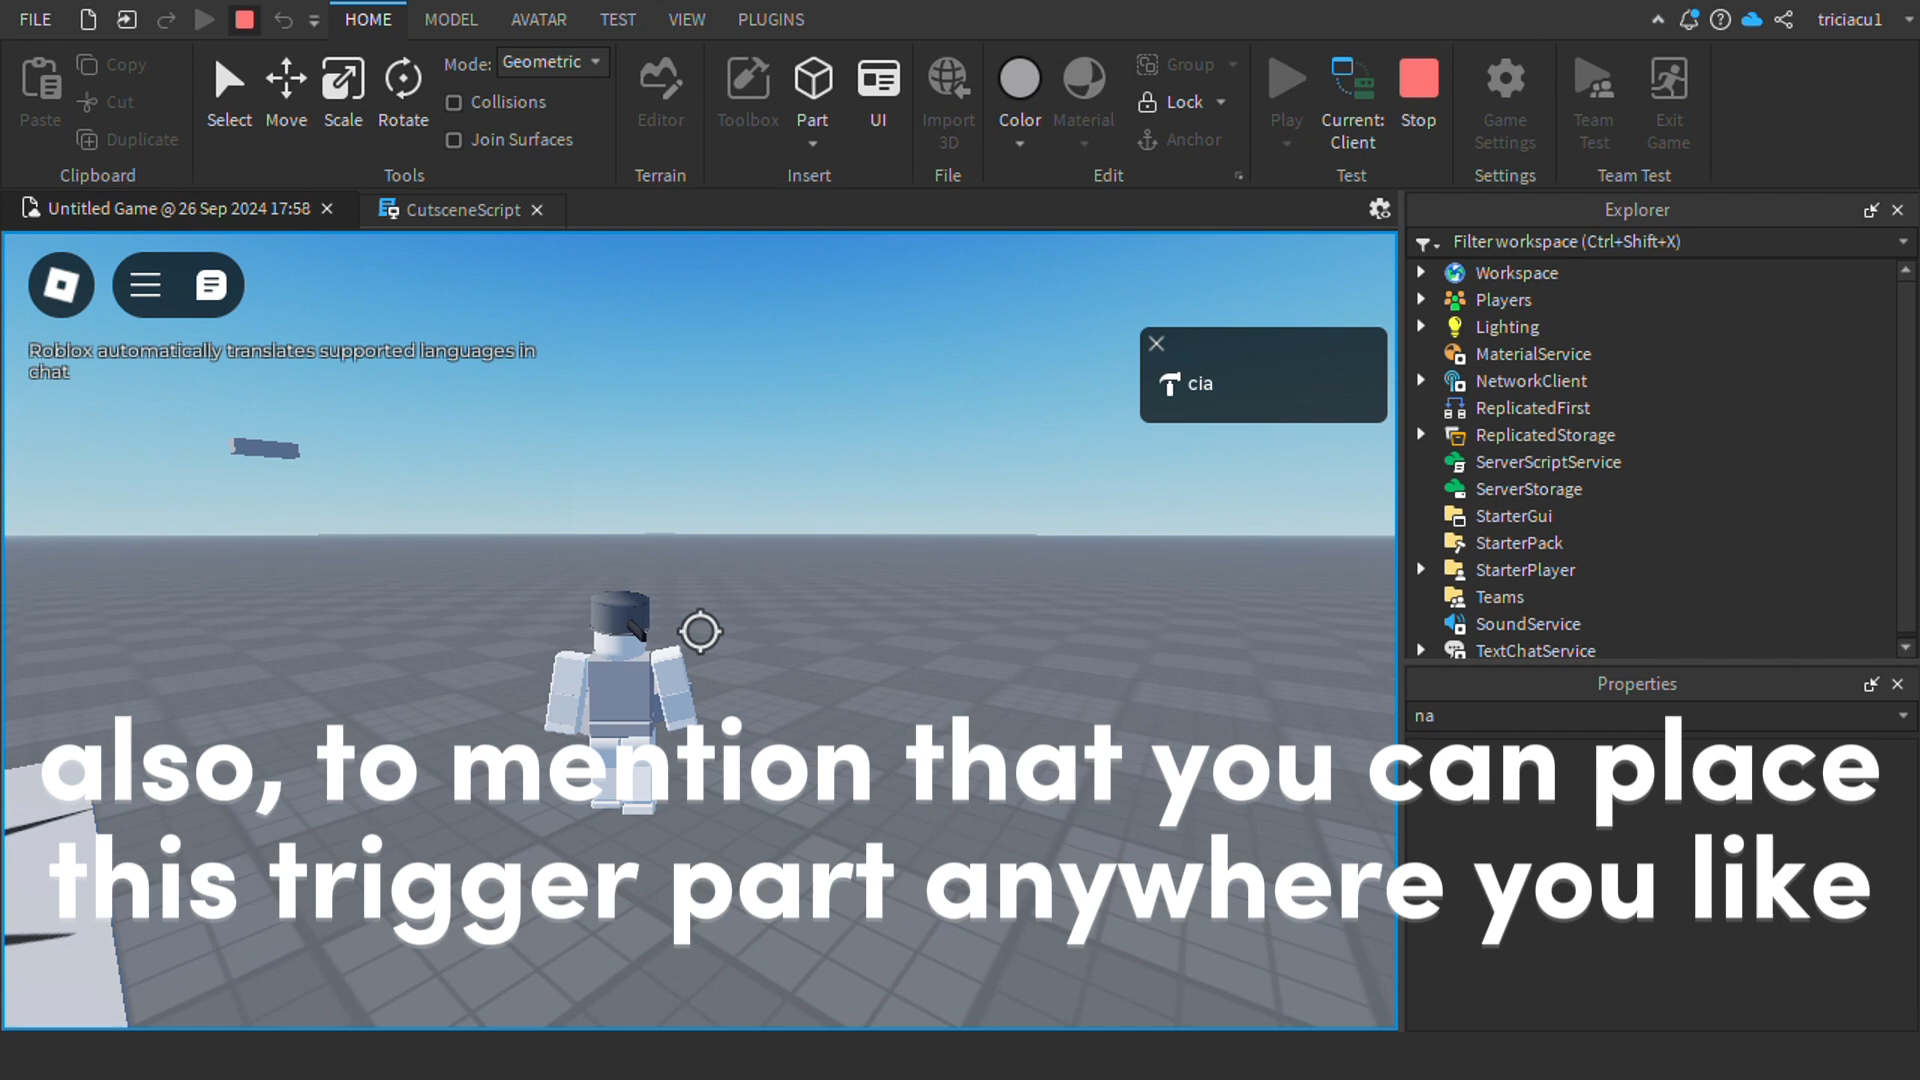 FILE HOME MODEL AVATAR TEST VIEW PLUGINS triciacu1
Paste Copy Cut Duplicate
Clipboard
Select Move Scale Rotate
Mode: Geometric
Collisions
Join Surfaces
Tools
Editor
Terrain
Toolbox Part UI
Insert
Import 3D
File
Color Material
Group
Lock
Anchor
Edit
Play Current: Client Stop
Test
Game Settings
Settings
Team Test Exit Game
Team Test
Untitled Game @ 26 Sep 2024 17:58 CutsceneScript
Roblox automatically translates supported languages in
chat
cia
Explorer
Filter workspace (Ctrl+Shift+X)
Workspace
Players
Lighting
MaterialService
NetworkClient
ReplicatedFirst
ReplicatedStorage
ServerScriptService
ServerStorage
StarterGui
StarterPack
StarterPlayer
Teams
SoundService
TextChatService
Properties
na
also, to mention that you can place
this trigger part anywhere you like